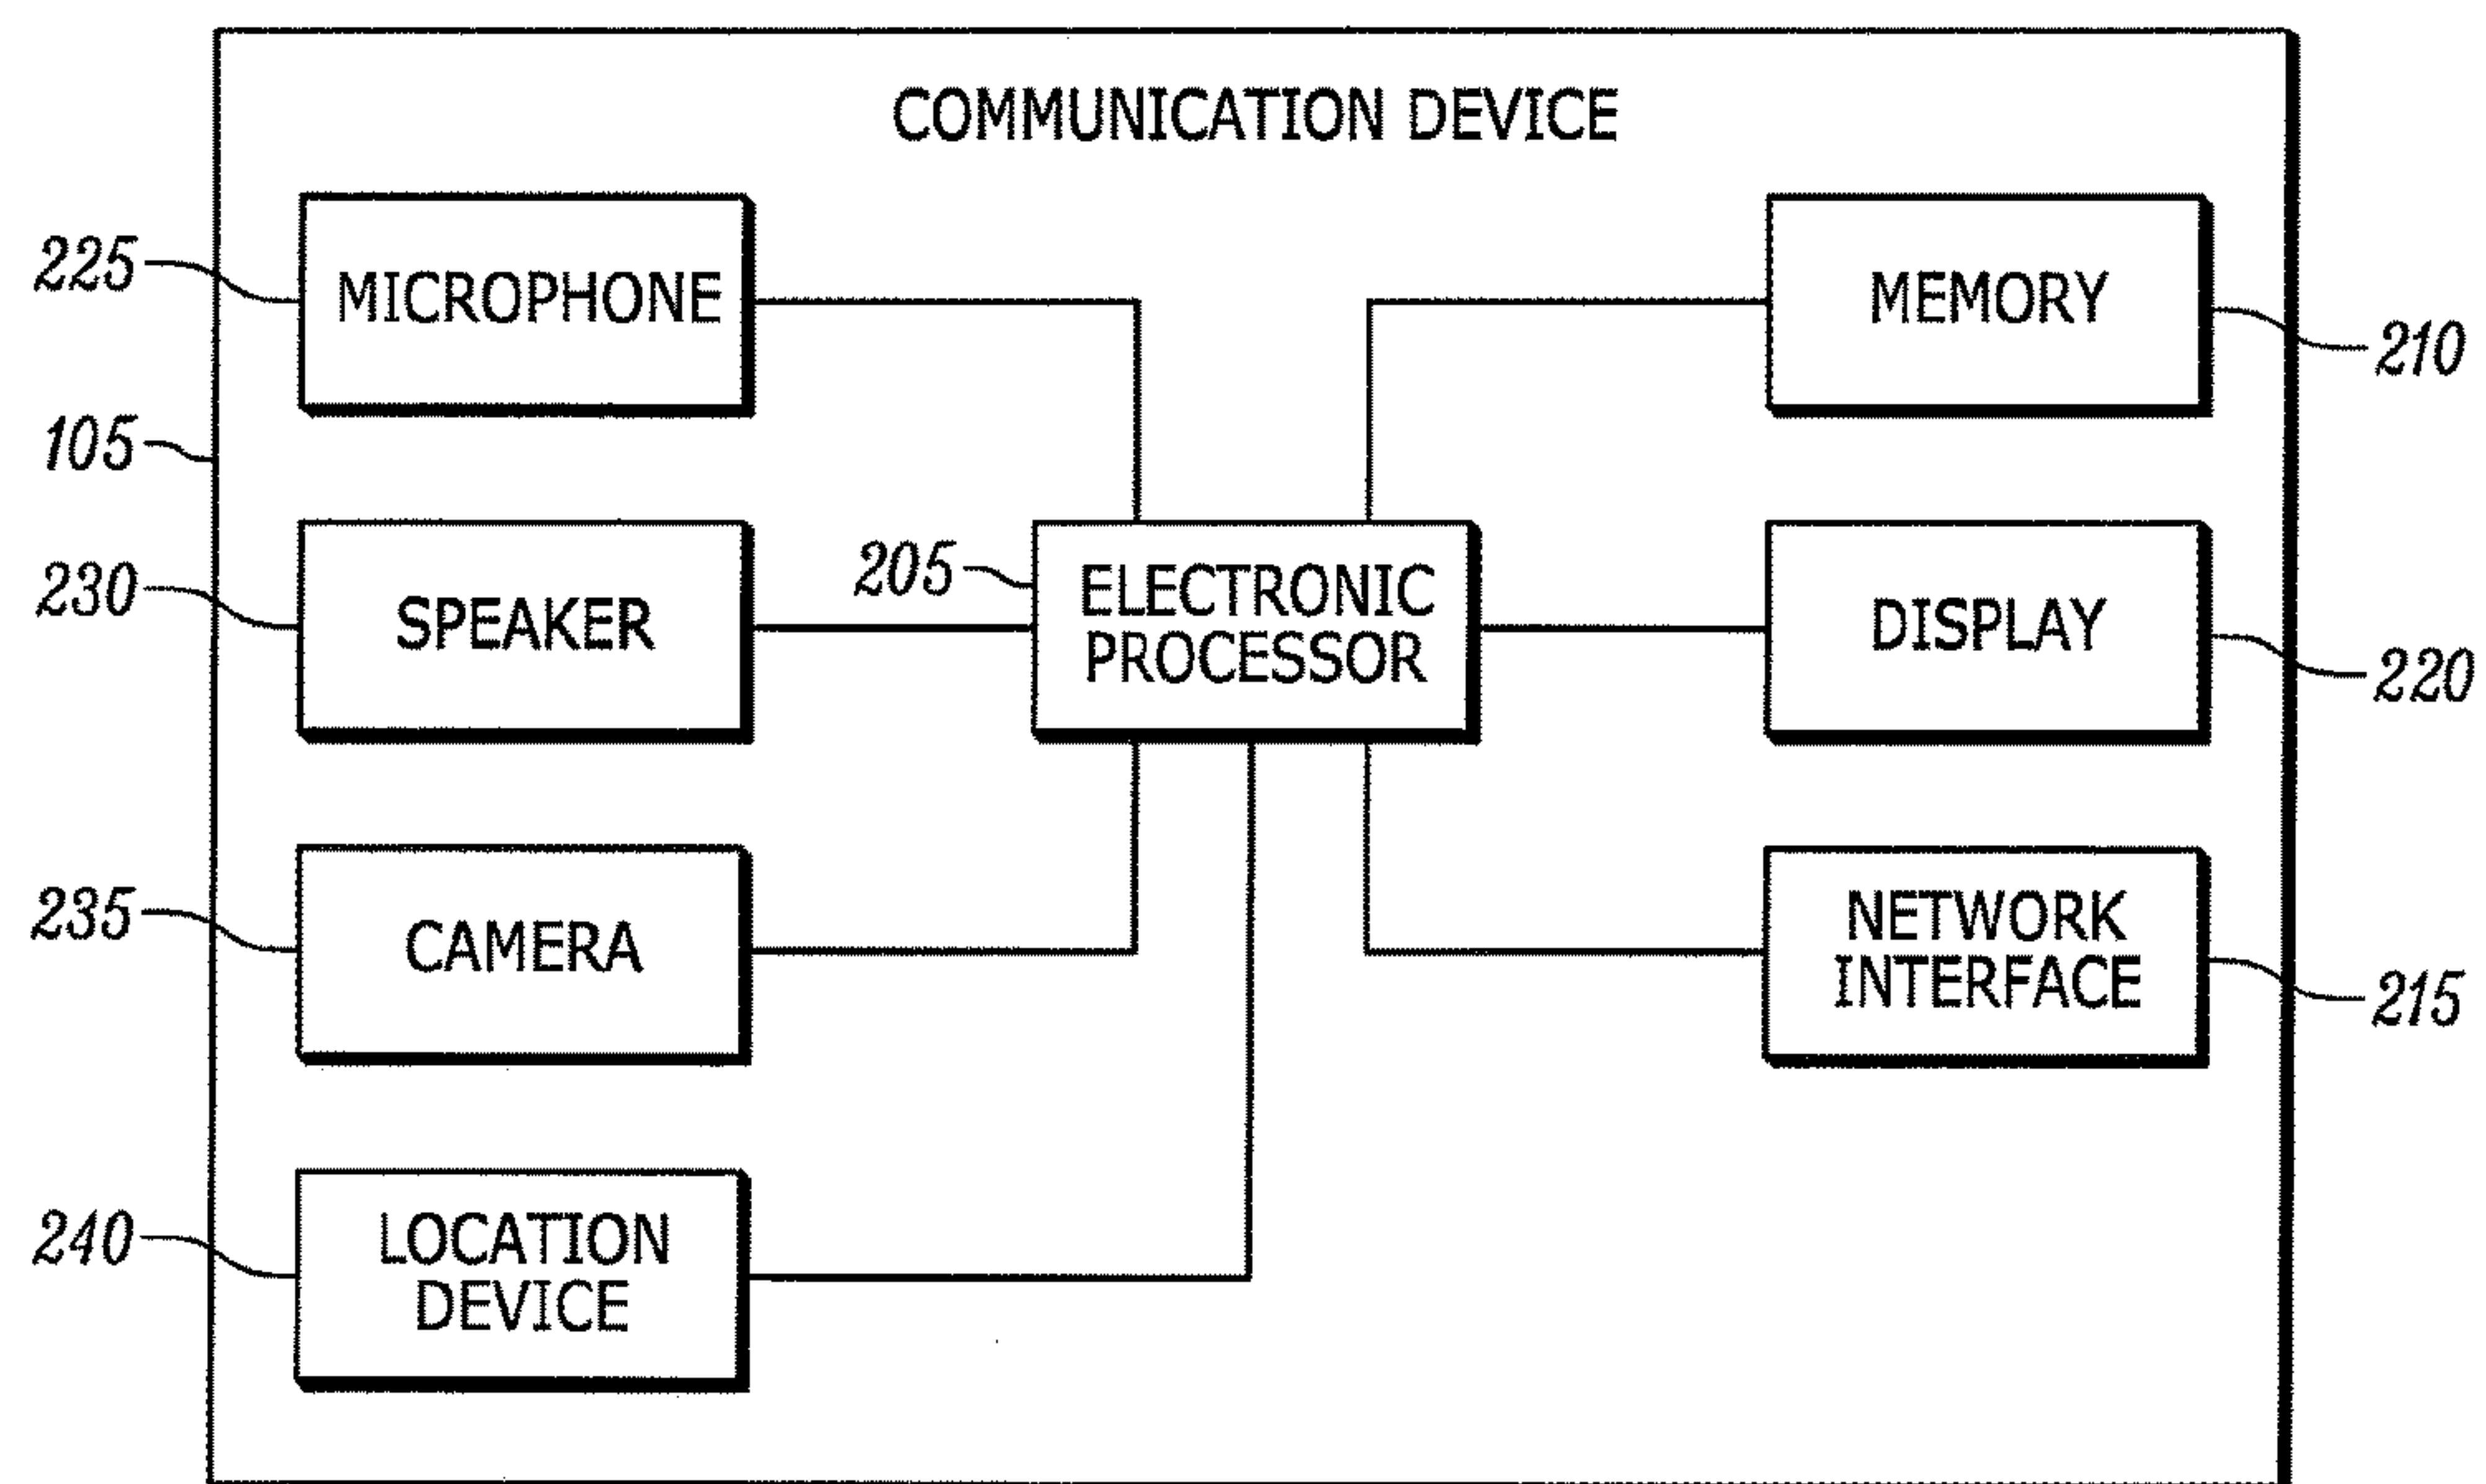 COMMUNICATION DEVICE
225
MICROPHONE
MEMORY
210
105
230
SPEAKER
205
ELECTRONIC
PROCESSOR
DISPLAY
220
235
CAMERA
NETWORK
INTERFACE
215
240
LOCATION
DEVICE